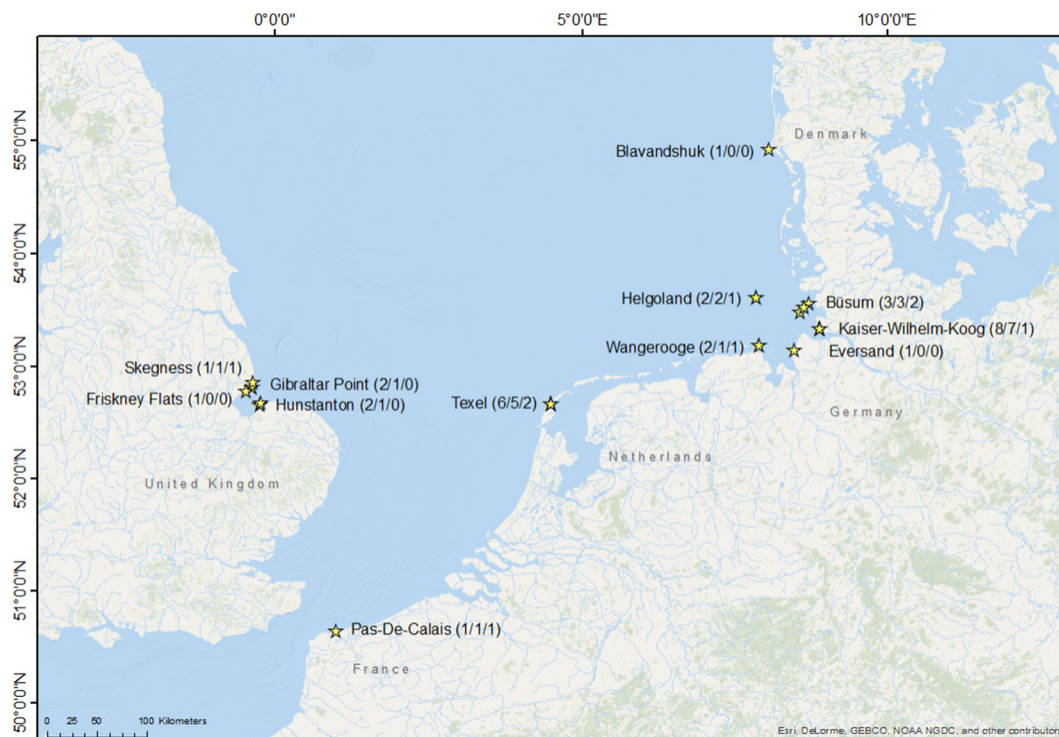 0°0'0"
5°0'0"E
10°0'0"E
55°0'0"N
54°0'0"N
53°0'0"N
52°0'0"N
51°0'0"N
50°0'0"N
Denmark
Blavandshuk (1/0/0)
Helgoland (2/2/1)
Büsum (3/3/2)
Kaiser-Wilhelm-Koog (8/7/1)
Wangerooge (2/1/1)
Eversand (1/0/0)
Skegness (1/1/1)
Gibraltar Point (2/1/0)
Friskney Flats (1/0/0)
Hunstanton (2/1/0)
Texel (6/5/2)
Germany
Netherlands
United Kingdom
Pas-De-Calais (1/1/1)
France
0 25 50 100 Kilometers
Esri, DeLorme, GEBCO, NOAA NGDC, and other contributor